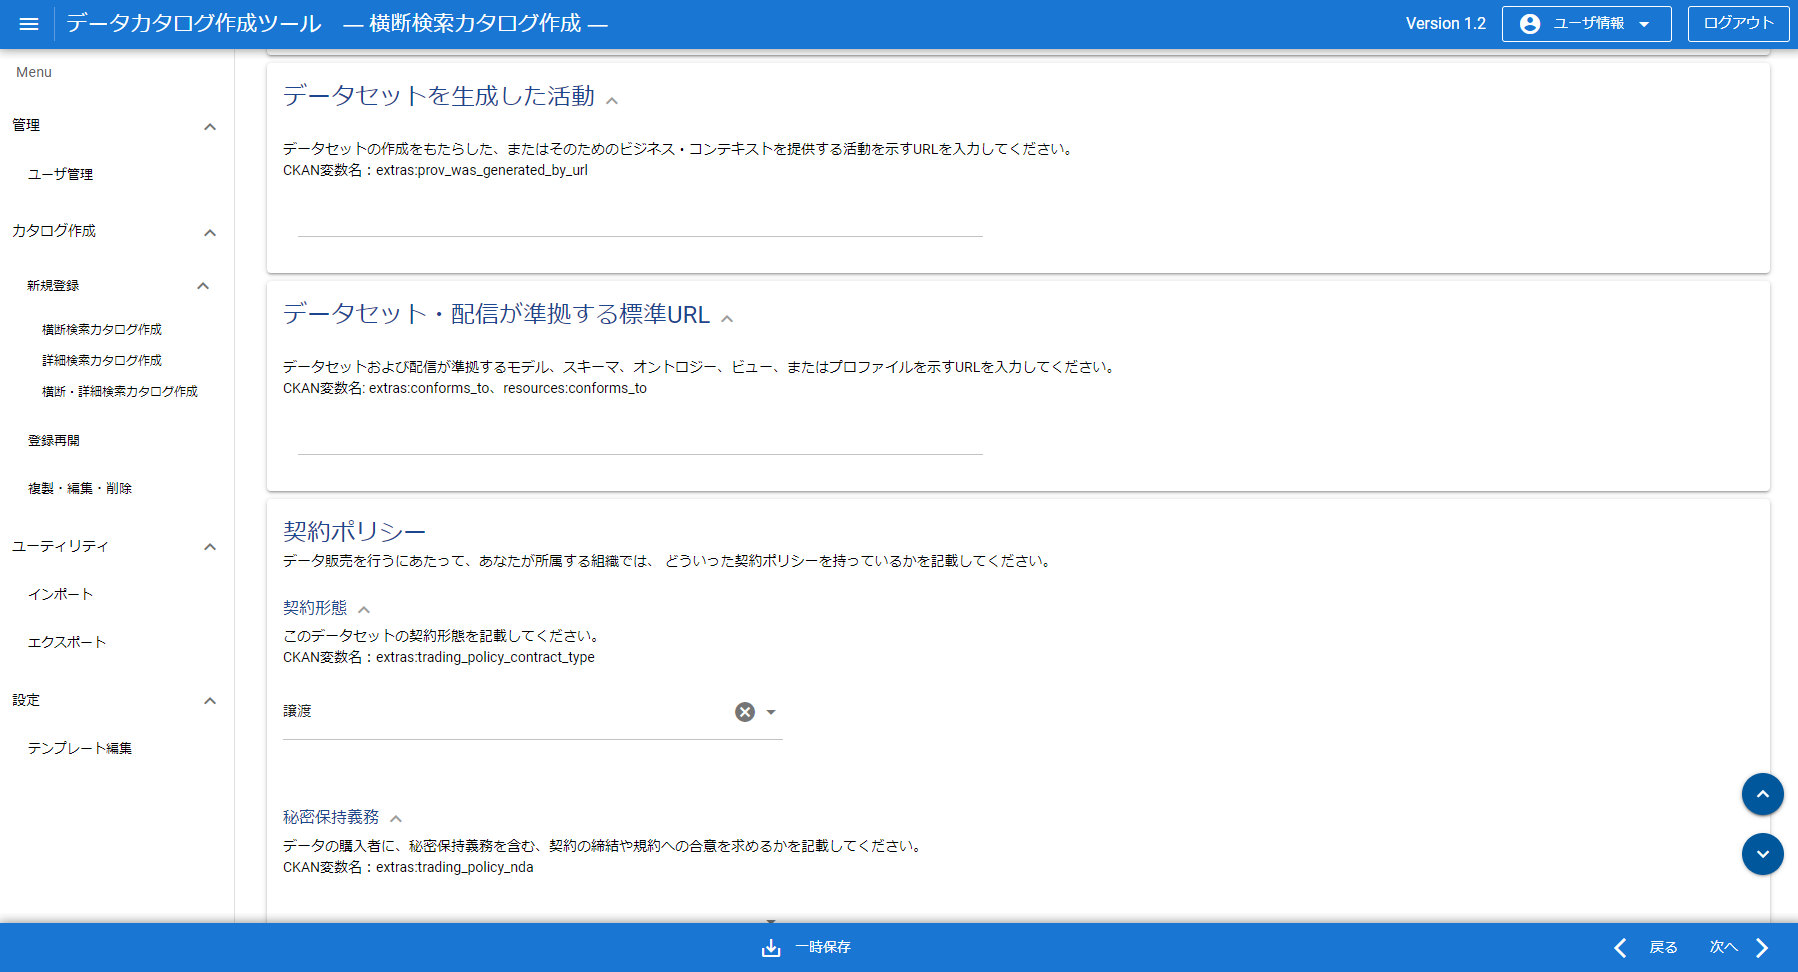 データカタログ作成ツール — 横断検索カタログ作成 —
Version 1.2
ユーザ情報
ログアウト
Menu
管理
ユーザ管理
カタログ作成
新規登録
横断検索カタログ作成
詳細検索カタログ作成
横断・詳細検索カタログ作成
登録再開
複製・編集・削除
ユーティリティ
インポート
エクスポート
設定
テンプレート編集
データセットを生成した活動
データセットの作成をもたらした、またはそのためのビジネス・コンテキストを提供する活動を示すURLを入力してください。
CKAN変数名：extras:prov_was_generated_by_url
データセット・配信が準拠する標準URL
データセットおよび配信が準拠するモデル、スキーマ、オントロジー、ビュー、またはプロファイルを示すURLを入力してください。
CKAN変数名: extras:conforms_to、resources:conforms_to
契約ポリシー
データ販売を行うにあたって、あなたが所属する組織では、 どういった契約ポリシーを持っているかを記載してください。
契約形態
このデータセットの契約形態を記載してください。
CKAN変数名：extras:trading_policy_contract_type
譲渡
秘密保持義務
データの購入者に、秘密保持義務を含む、契約の締結や規約への合意を求めるかを記載してください。
CKAN変数名：extras:trading_policy_nda
一時保存
戻る
次へ